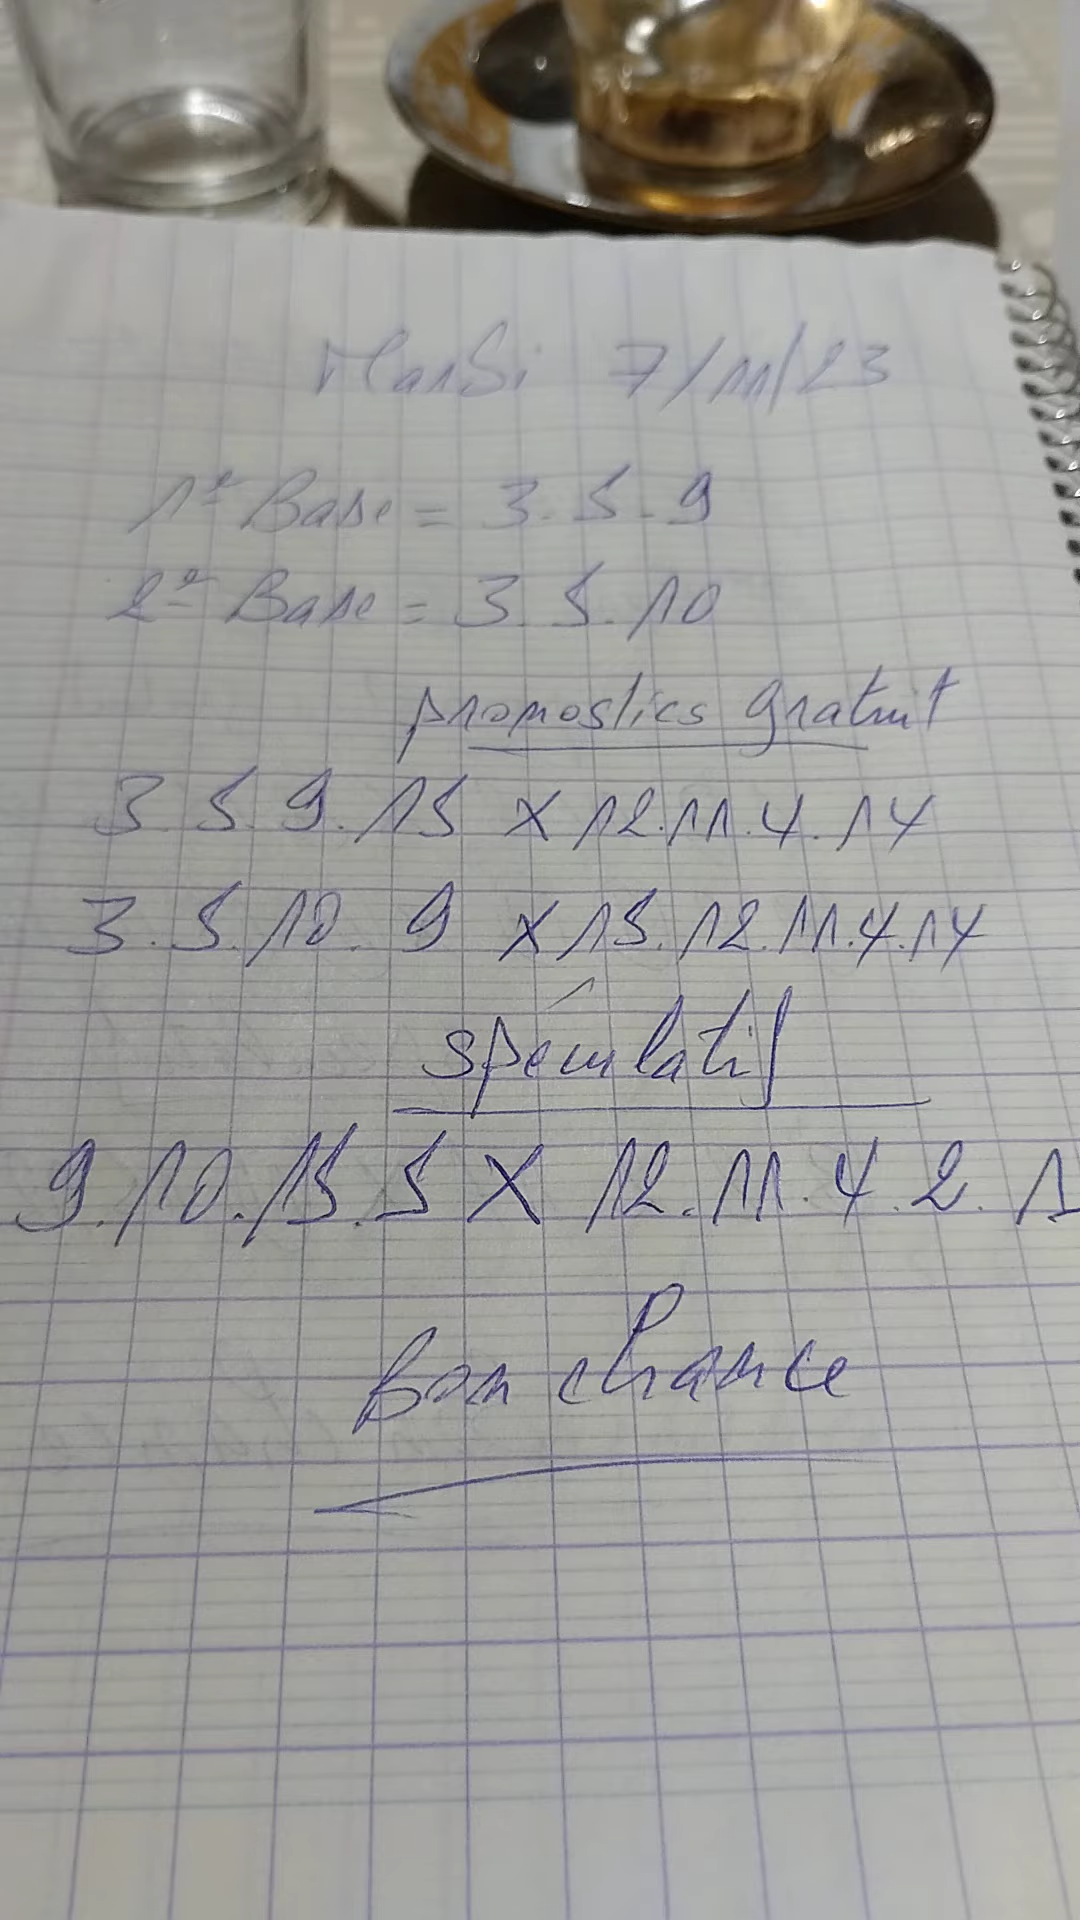 Marsi 7/11/23
1e Base = 3.5.9
2e Base = 3.5.10
pronostics gratuit
3.5.9.15 X 12.11.4.14
3.5.10.9 X 15.12.11.4.14
spéculatif
9.10.15.5 X 12.11.4.2.1
Bon chance